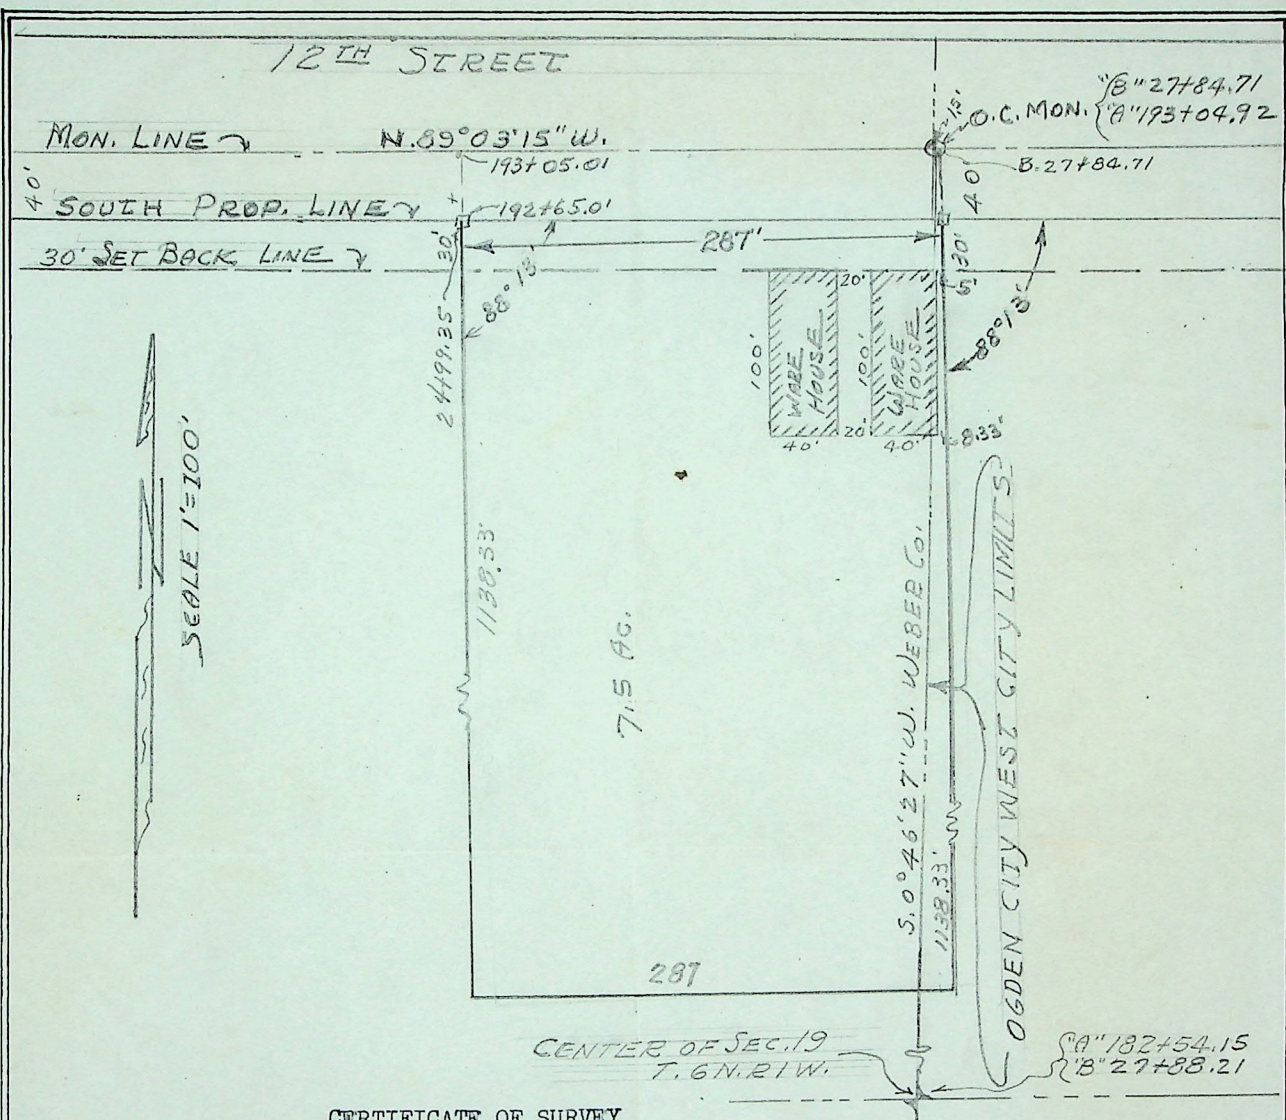 12TH STREET
"B" 27+84.71
O.C. MON. "A" 193+04.92
15'
MON. LINE
N. 89°03'15" W.
193+05.01
B. 27+84.71
40'
40'
SOUTH PROP. LINE
192+65.01
30' SET BACK LINE
30'
287'
30'
88°13'
88°13'
2499.35
20'
100'
WARE HOUSE
100'
WARE HOUSE
20'
40'
40'
8.33'
SCALE 1"=100'
N
1138.33'
7.5 AC.
S. 0°46'27" W. WEBER CO.
1138.33'
OGDEN CITY WEST CITY LIMITS
287
CENTER OF SEC. 19
T. 6N. R1W.
"A" 182+54.15
"B" 27+88.21
CERTIFICATE OF SURVEY